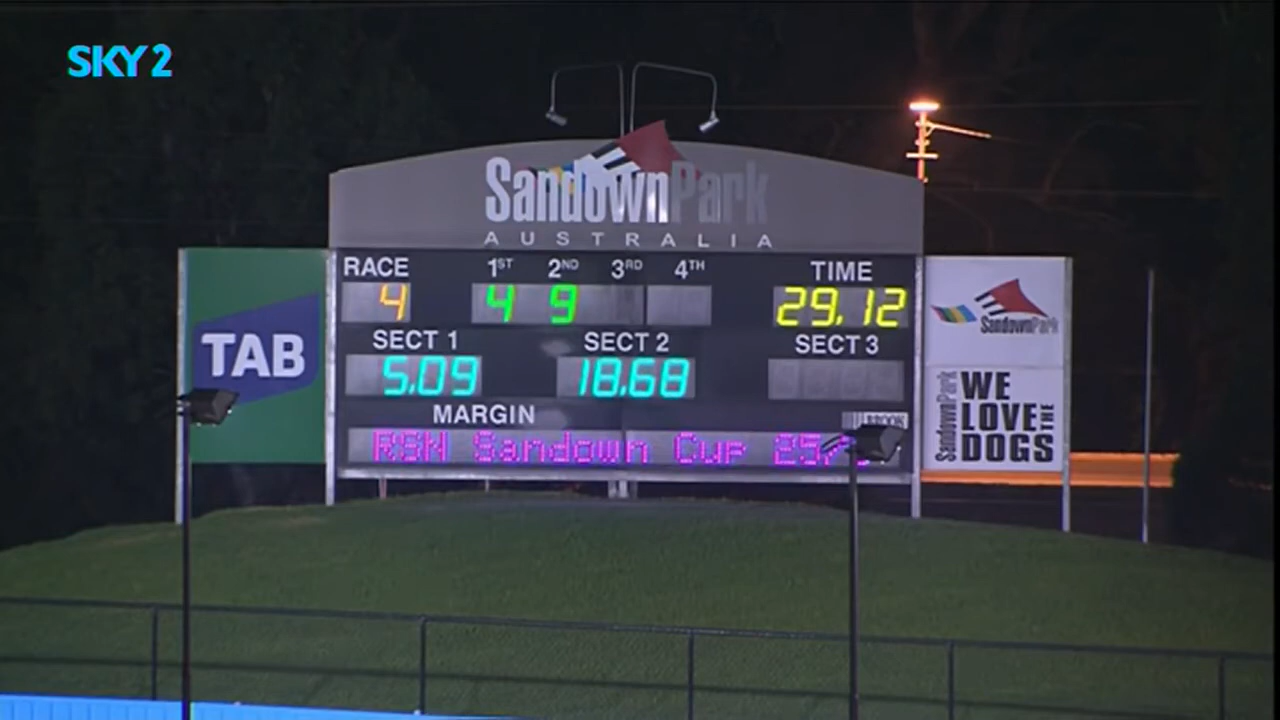 SKY 2
SandownPark
AUSTRALIA
RACE 1ST 2ND 3RD 4TH TIME
4 4 9 29.12
SECT 1 SECT 2 SECT 3
5.09 18.68
MARGIN
RSN Sandown Cup
TAB
SandownPark
SandownPark
WE
LOVE THE
DOGS